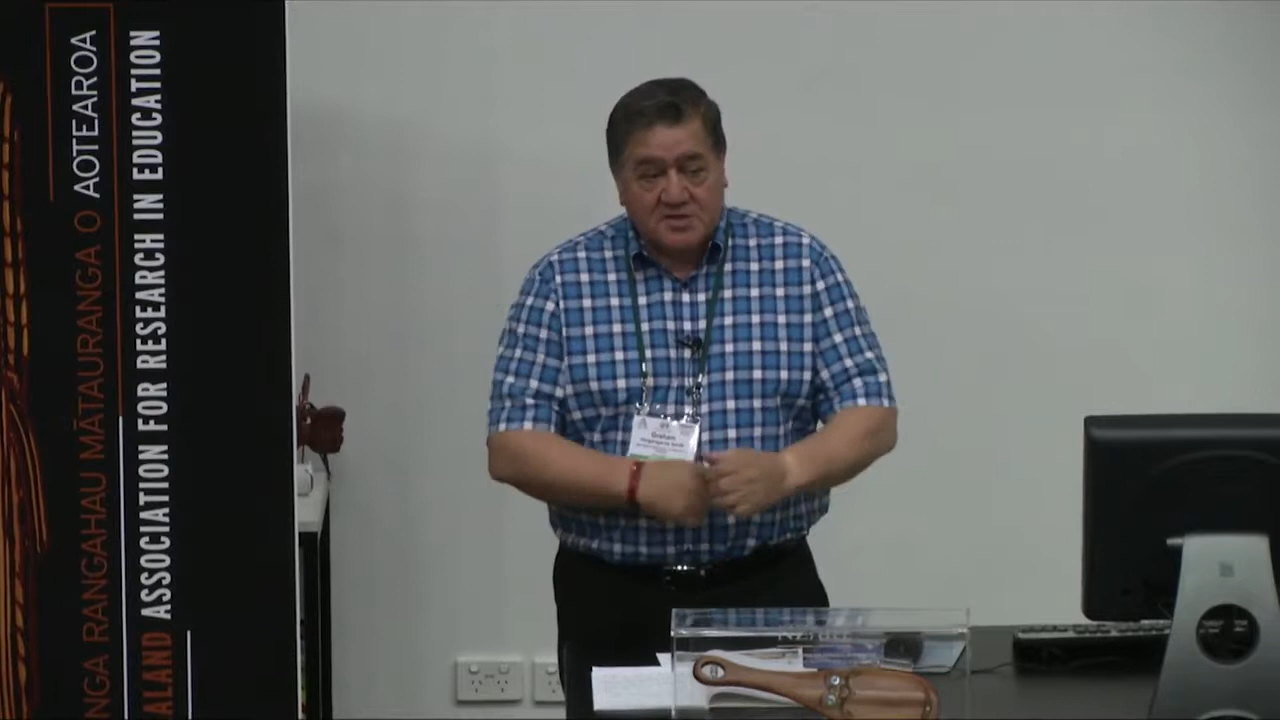 NGA RANGAHAU MĀTAURANGA O AOTEAROA
ALAND ASSOCIATION FOR RESEARCH IN EDUCATION
Graham